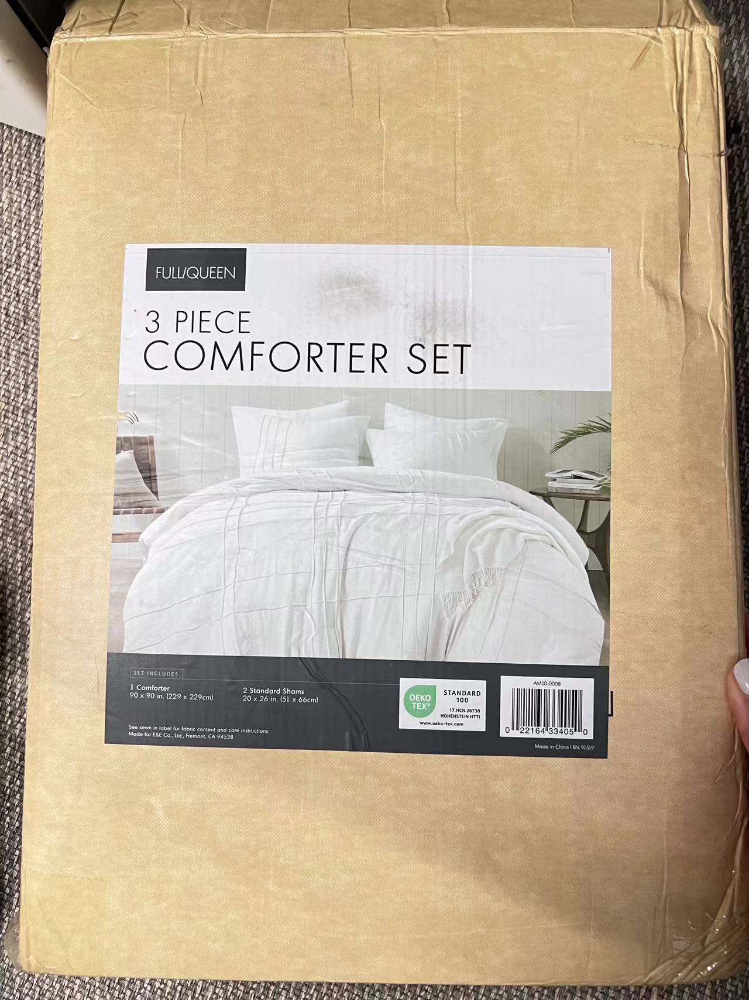 FULL/QUEEN
3 PIECE
COMFORTER SET
SET INCLUDES
1 Comforter
90 x 90 in. (229 x 229cm)
2 Standard Shams
20 x 26 in. (51 x 66cm)
See sewn in label for fabric content and care instructions.
Made for E&E Co., Ltd., Fremont, CA 94538
OEKO
TEX®
STANDARD
100
17.HCN.26738
HOHENSTEIN HTTI
www.oeko-tex.com
AM10-0008
0 22164 33405 0
Made in China | RN 91519